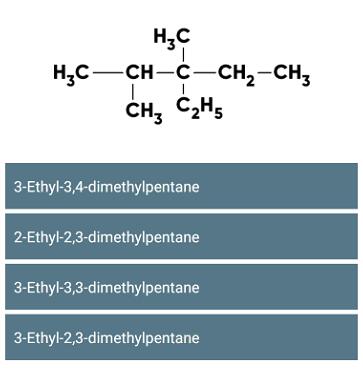 H₃C
H₃C—CH—C—CH₂—CH₃
CH₃ C₂H₅
3-Ethyl-3,4-dimethylpentane
2-Ethyl-2,3-dimethylpentane
3-Ethyl-3,3-dimethylpentane
3-Ethyl-2,3-dimethylpentane